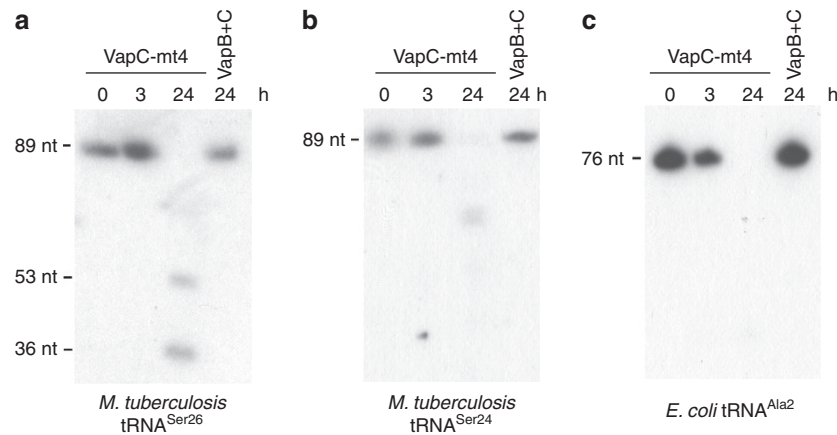 a
VapC-mt4
VapB+C
0 3 24 24 h
89 nt
53 nt
36 nt
M. tuberculosis
tRNASer26
b
VapC-mt4
VapB+C
0 3 24 24 h
89 nt
M. tuberculosis
tRNASer24
c
VapC-mt4
VapB+C
0 3 24 24 h
76 nt
E. coli tRNAAla2